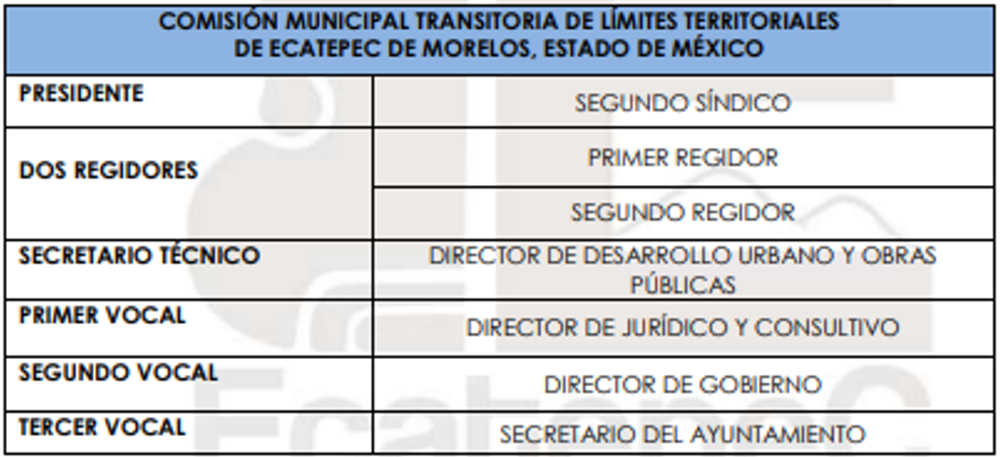 COMISIÓN MUNICIPAL TRANSITORIA DE LÍMITES TERRITORIALES
DE ECATEPEC DE MORELOS, ESTADO DE MÉXICO
PRESIDENTE
SEGUNDO SÍNDICO
DOS REGIDORES
PRIMER REGIDOR
SEGUNDO REGIDOR
SECRETARIO TÉCNICO
DIRECTOR DE DESARROLLO URBANO Y OBRAS
PÚBLICAS
PRIMER VOCAL
DIRECTOR DE JURÍDICO Y CONSULTIVO
SEGUNDO VOCAL
DIRECTOR DE GOBIERNO
TERCER VOCAL
SECRETARIO DEL AYUNTAMIENTO
Ecatepec